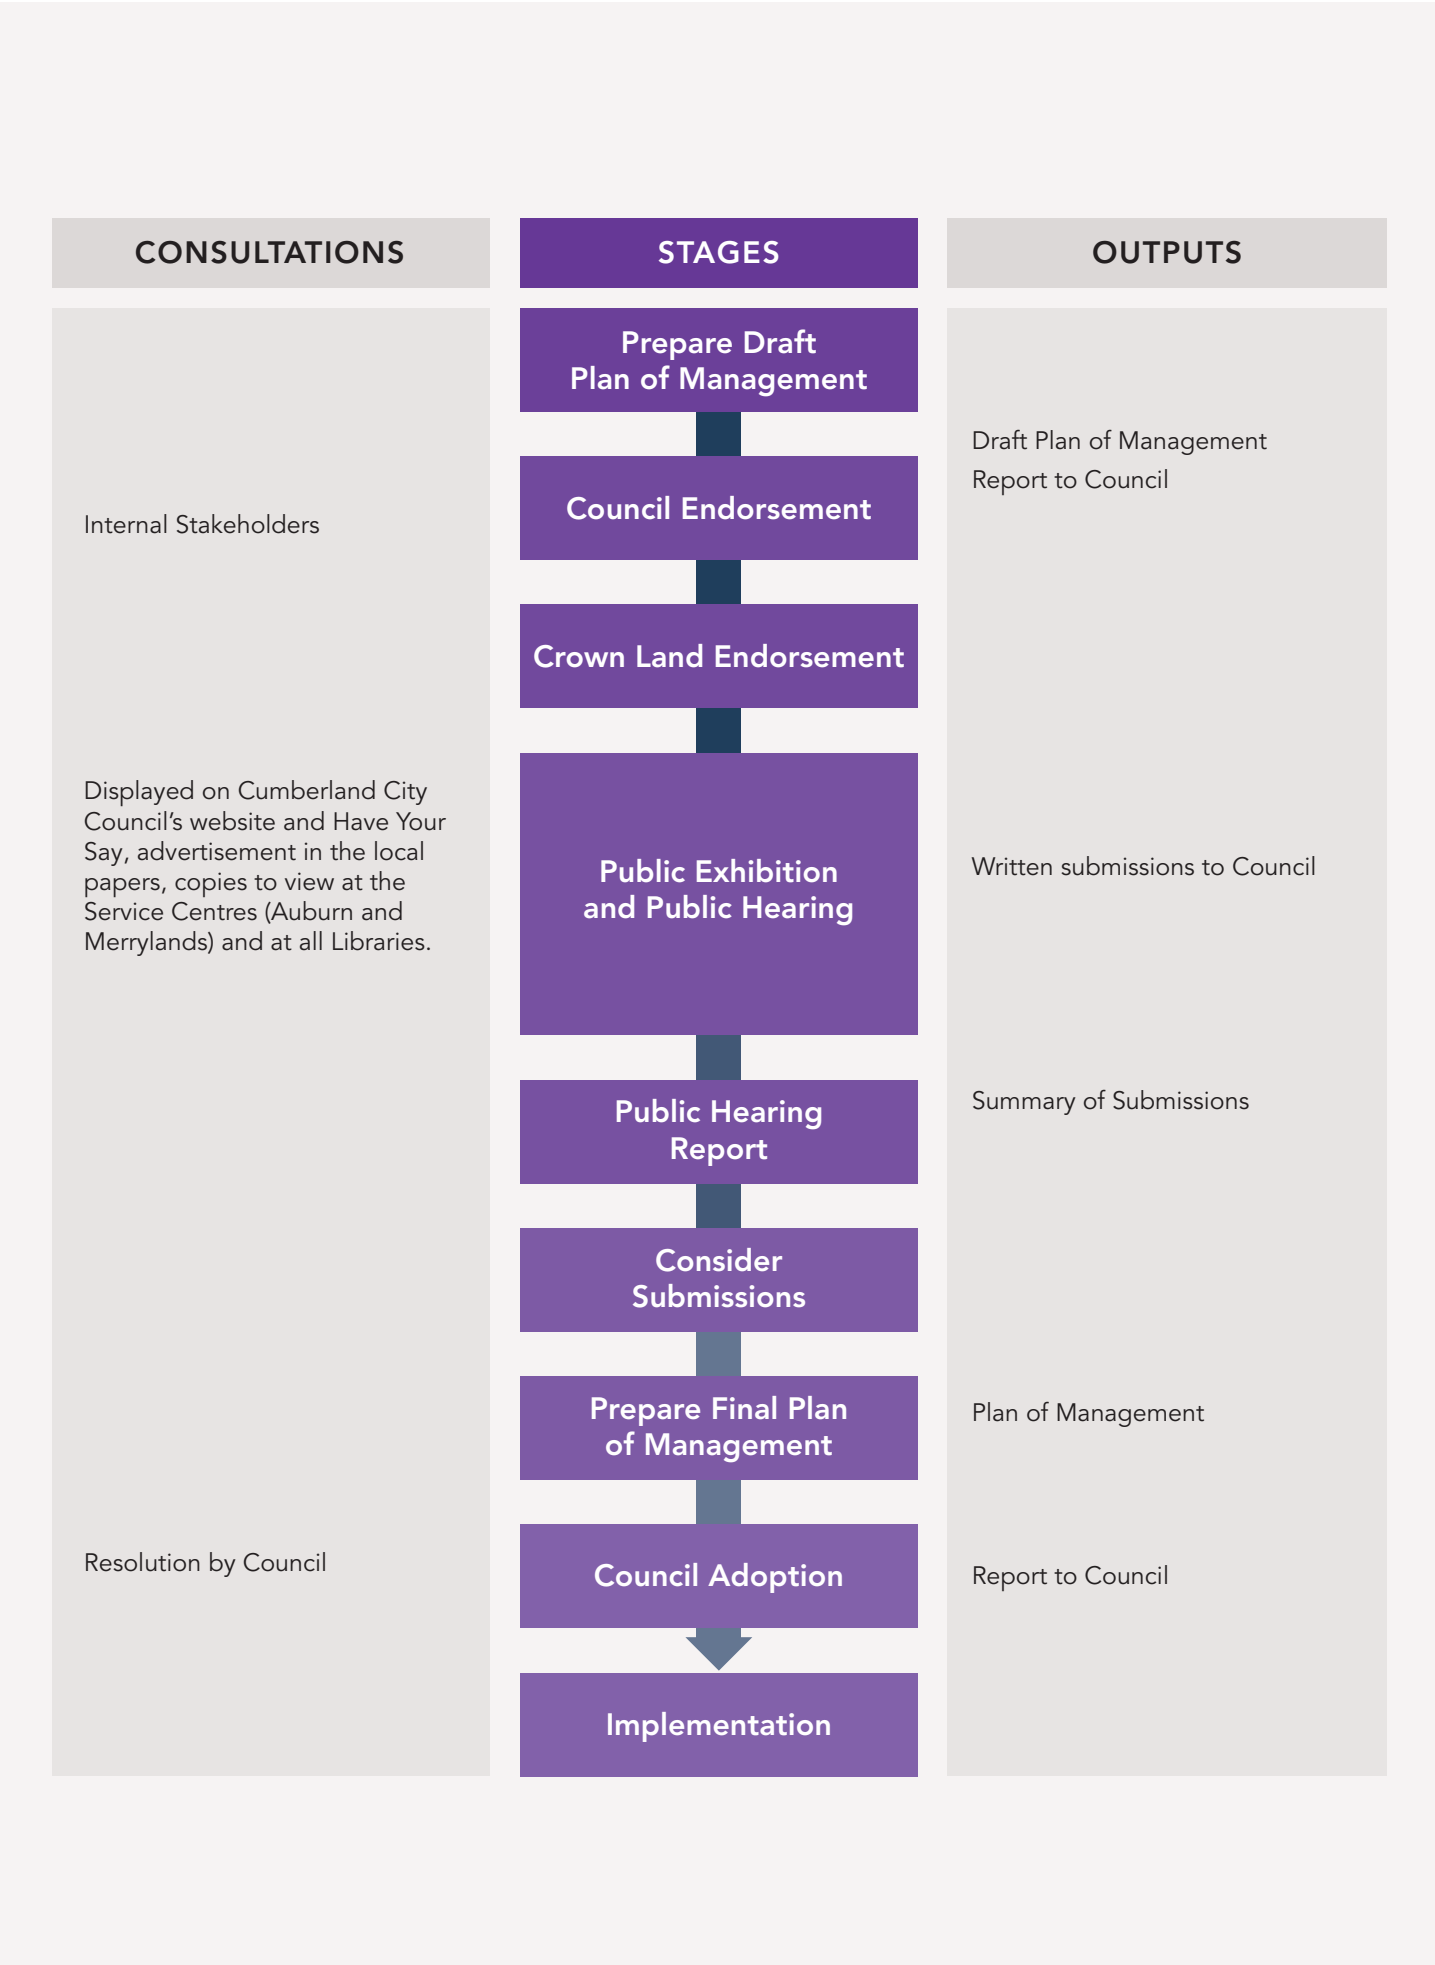 CONSULTATIONS
STAGES
OUTPUTS
Prepare Draft
Plan of Management
Draft Plan of Management
Report to Council
Internal Stakeholders
Council Endorsement
Crown Land Endorsement
Displayed on Cumberland City
Council’s website and Have Your
Say, advertisement in the local
papers, copies to view at the
Service Centres (Auburn and
Merrylands) and at all Libraries.
Public Exhibition
and Public Hearing
Written submissions to Council
Public Hearing
Report
Summary of Submissions
Consider
Submissions
Prepare Final Plan
of Management
Plan of Management
Resolution by Council
Council Adoption
Report to Council
Implementation